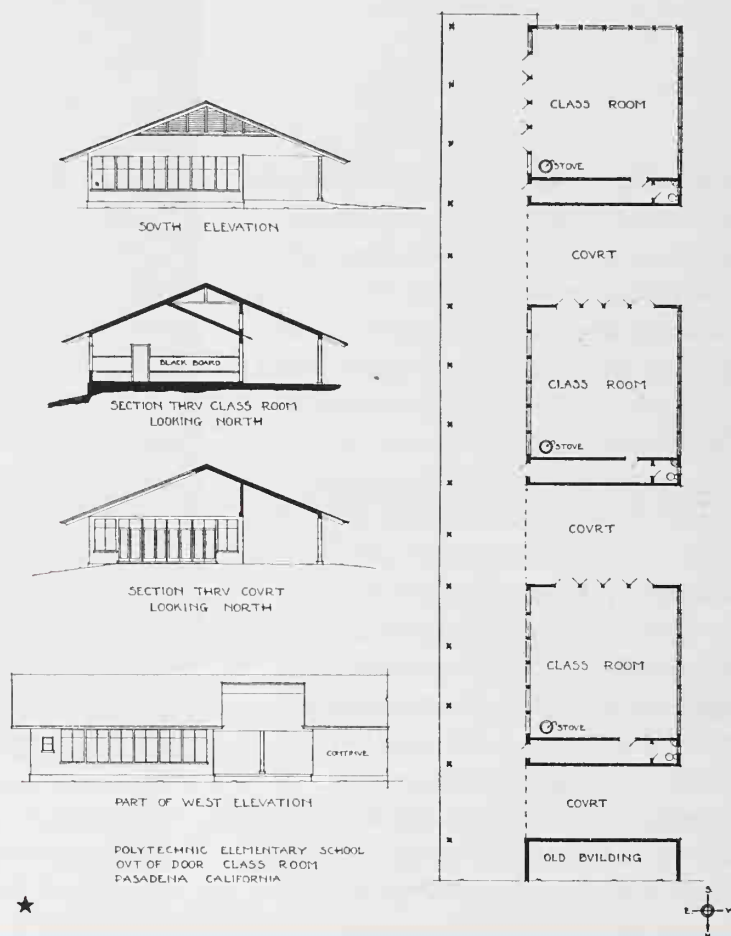 SOVTH ELEVATION
BLACK BOARD
SECTION THRV CLASS ROOM
LOOKING NORTH
SECTION THRV COVRT
LOOKING NORTH
CONTINVE
PART OF WEST ELEVATION
POLYTECHNIC ELEMENTARY SCHOOL
OVT OF DOOR CLASS ROOM
PASADENA CALIFORNIA
CLASS ROOM
STOVE
COVRT
CLASS ROOM
STOVE
COVRT
CLASS ROOM
STOVE
COVRT
OLD BUILDING
S
E W
N